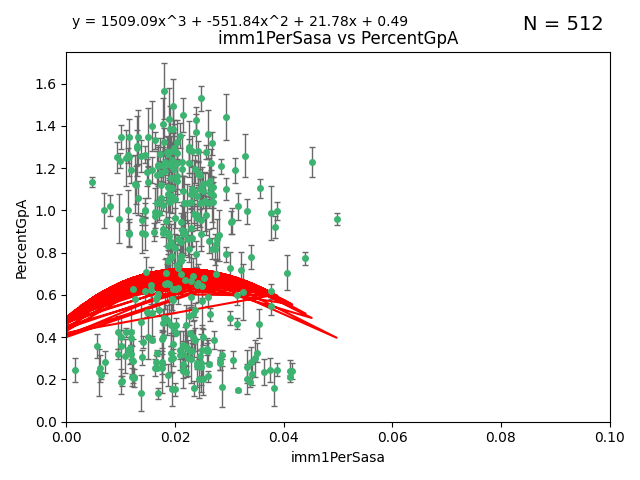 y = 1509.09x^3 + -551.84x^2 + 21.78x + 0.49
N = 512
imm1PerSasa vs PercentGpA
PercentGpA
1.6
1.4
1.2
1.0
0.8
0.6
0.4
0.2
0.0
0.00 0.02 0.04 0.06 0.08 0.10
imm1PerSasa